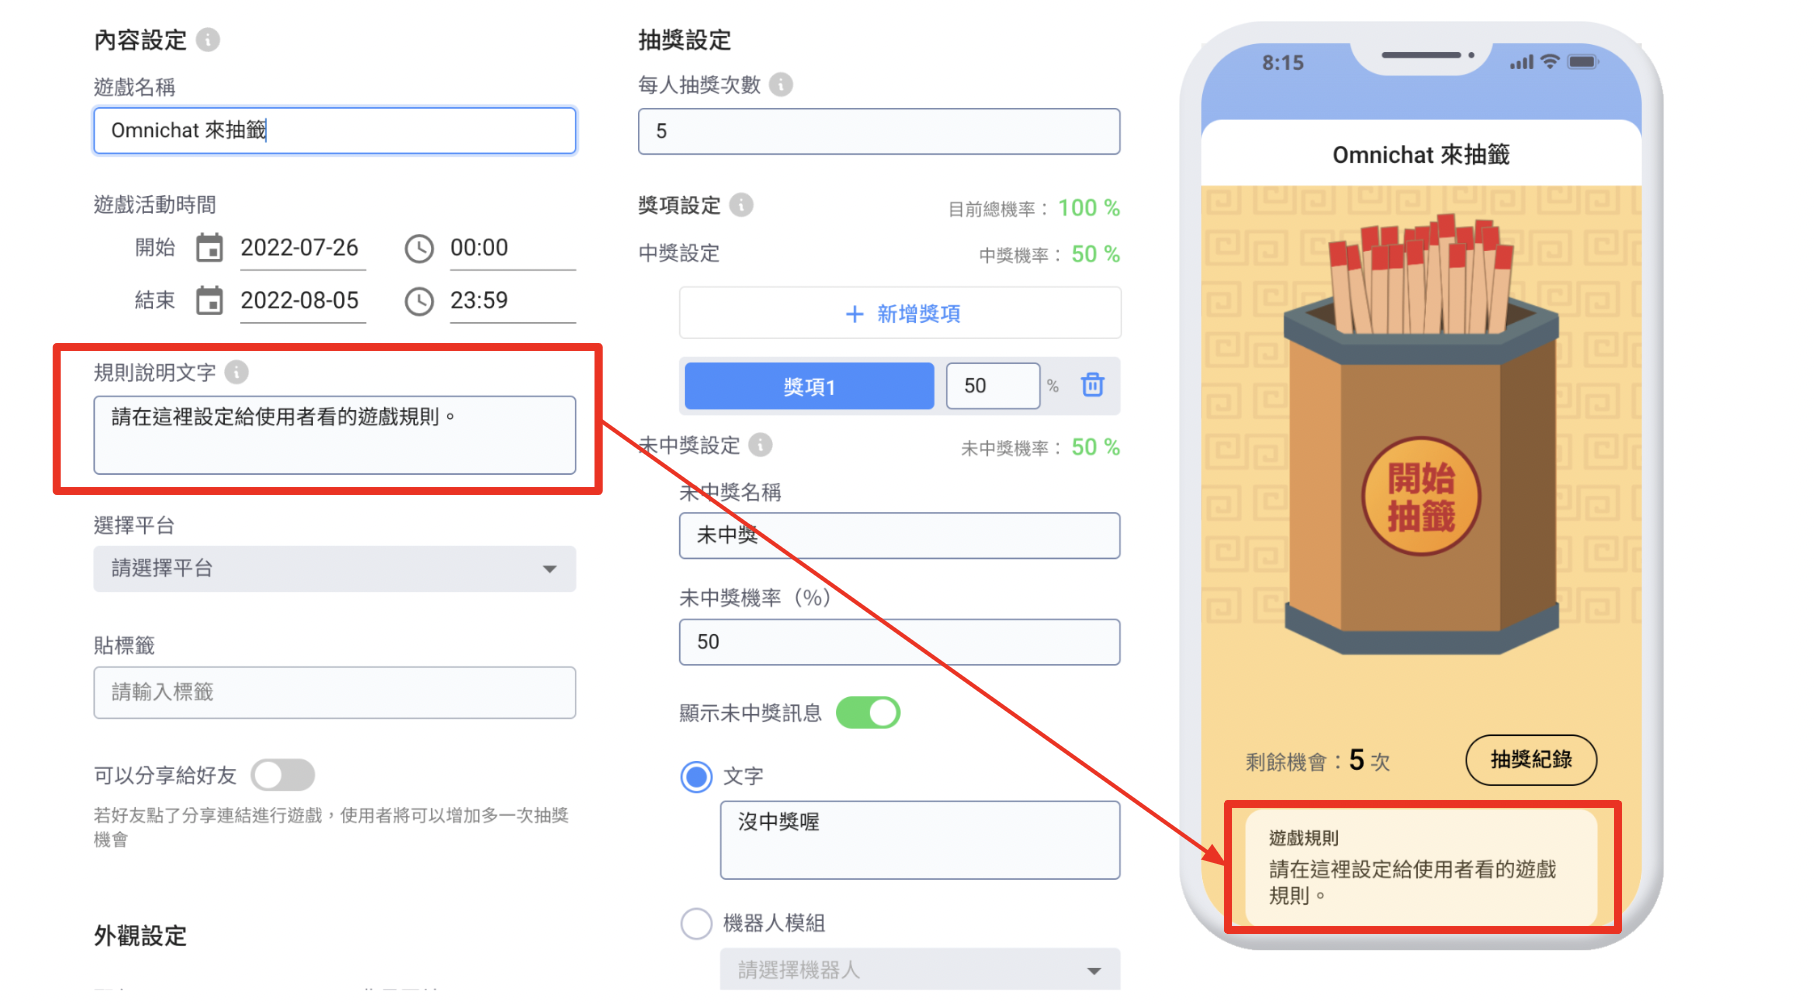 內容設定
遊戲名稱
Omnichat 來抽籤
遊戲活動時間
開始 2022-07-26 00:00
結束 2022-08-05 23:59
規則說明文字
請在這裡設定給使用者看的遊戲規則。
選擇平台
請選擇平台
貼標籤
請輸入標籤
可以分享給好友
若好友點了分享連結進行遊戲，使用者將可以增加多一次抽獎
機會
外觀設定
抽獎設定
每人抽獎次數
5
獎項設定 目前總機率： 100 %
中獎設定 中獎機率： 50 %
+ 新增獎項
獎項1 50 %
未中獎設定 未中獎機率： 50 %
未中獎名稱
未中獎
未中獎機率（%）
50
顯示未中獎訊息
文字
沒中獎喔
機器人模組
請選擇機器人
8:15
Omnichat 來抽籤
開始
抽籤
剩餘機會：5 次
抽獎紀錄
遊戲規則
請在這裡設定給使用者看的遊戲
規則。